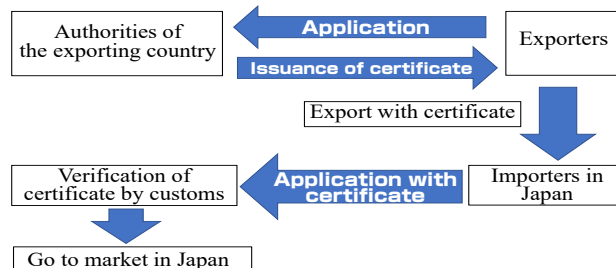 Authorities of
the exporting country
Application
Issuance of certificate
Exporters
Export with certificate
Importers in
Japan
Application with
certificate
Verification of
certificate by customs
Go to market in Japan